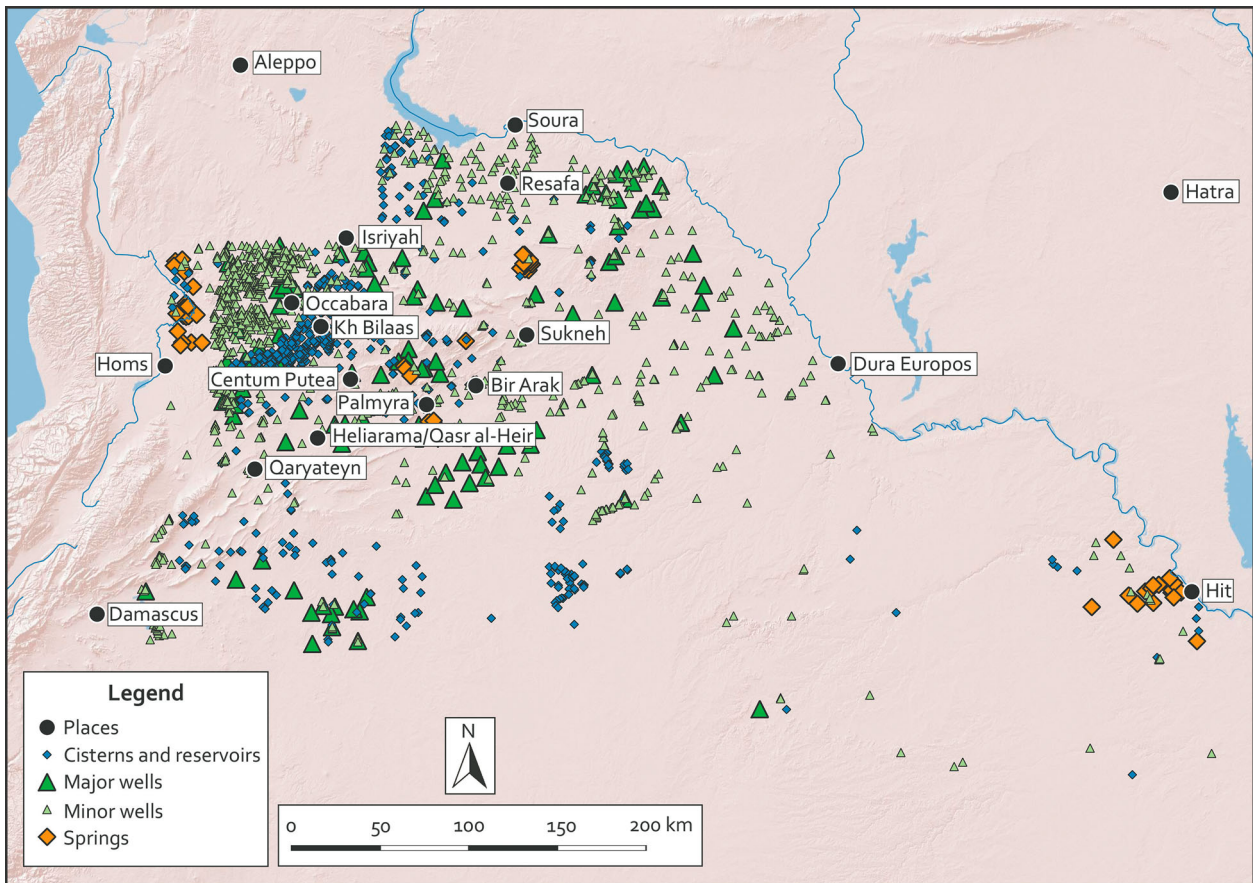 Aleppo
Soura
Resafa
Hatra
Isriyah
Occabara
Kh Bilaas
Sukneh
Homs
Dura Europos
Centum Putea
Bir Arak
Palmyra
Heliarama/Qasr al-Heir
Qaryateyn
Hit
Damascus
Legend
Places
Cisterns and reservoirs
Major wells
Minor wells
Springs
N
0 50 100 150 200 km